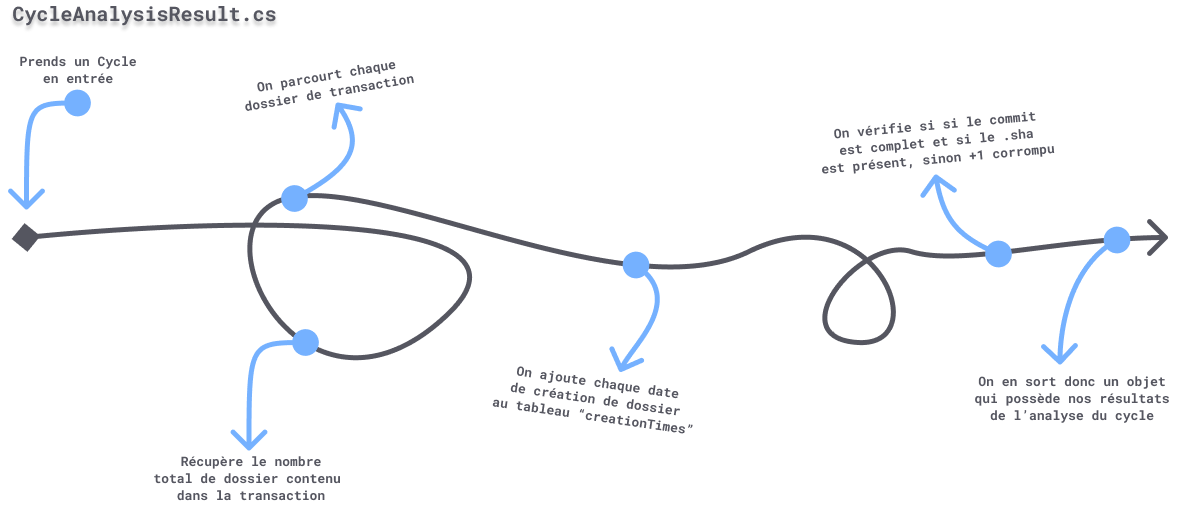 CycleAnalysisResult.cs
Prends un Cycle
en entrée
On parcourt chaque
dossier de transaction
On vérifie si si le commit
est complet et si le .sha
est présent, sinon +1 corrompu
On ajoute chaque date
de création de dossier
au tableau “creationTimes”
On en sort donc un objet
qui possède nos résultats
de l’analyse du cycle
Récupère le nombre
total de dossier contenu
dans la transaction